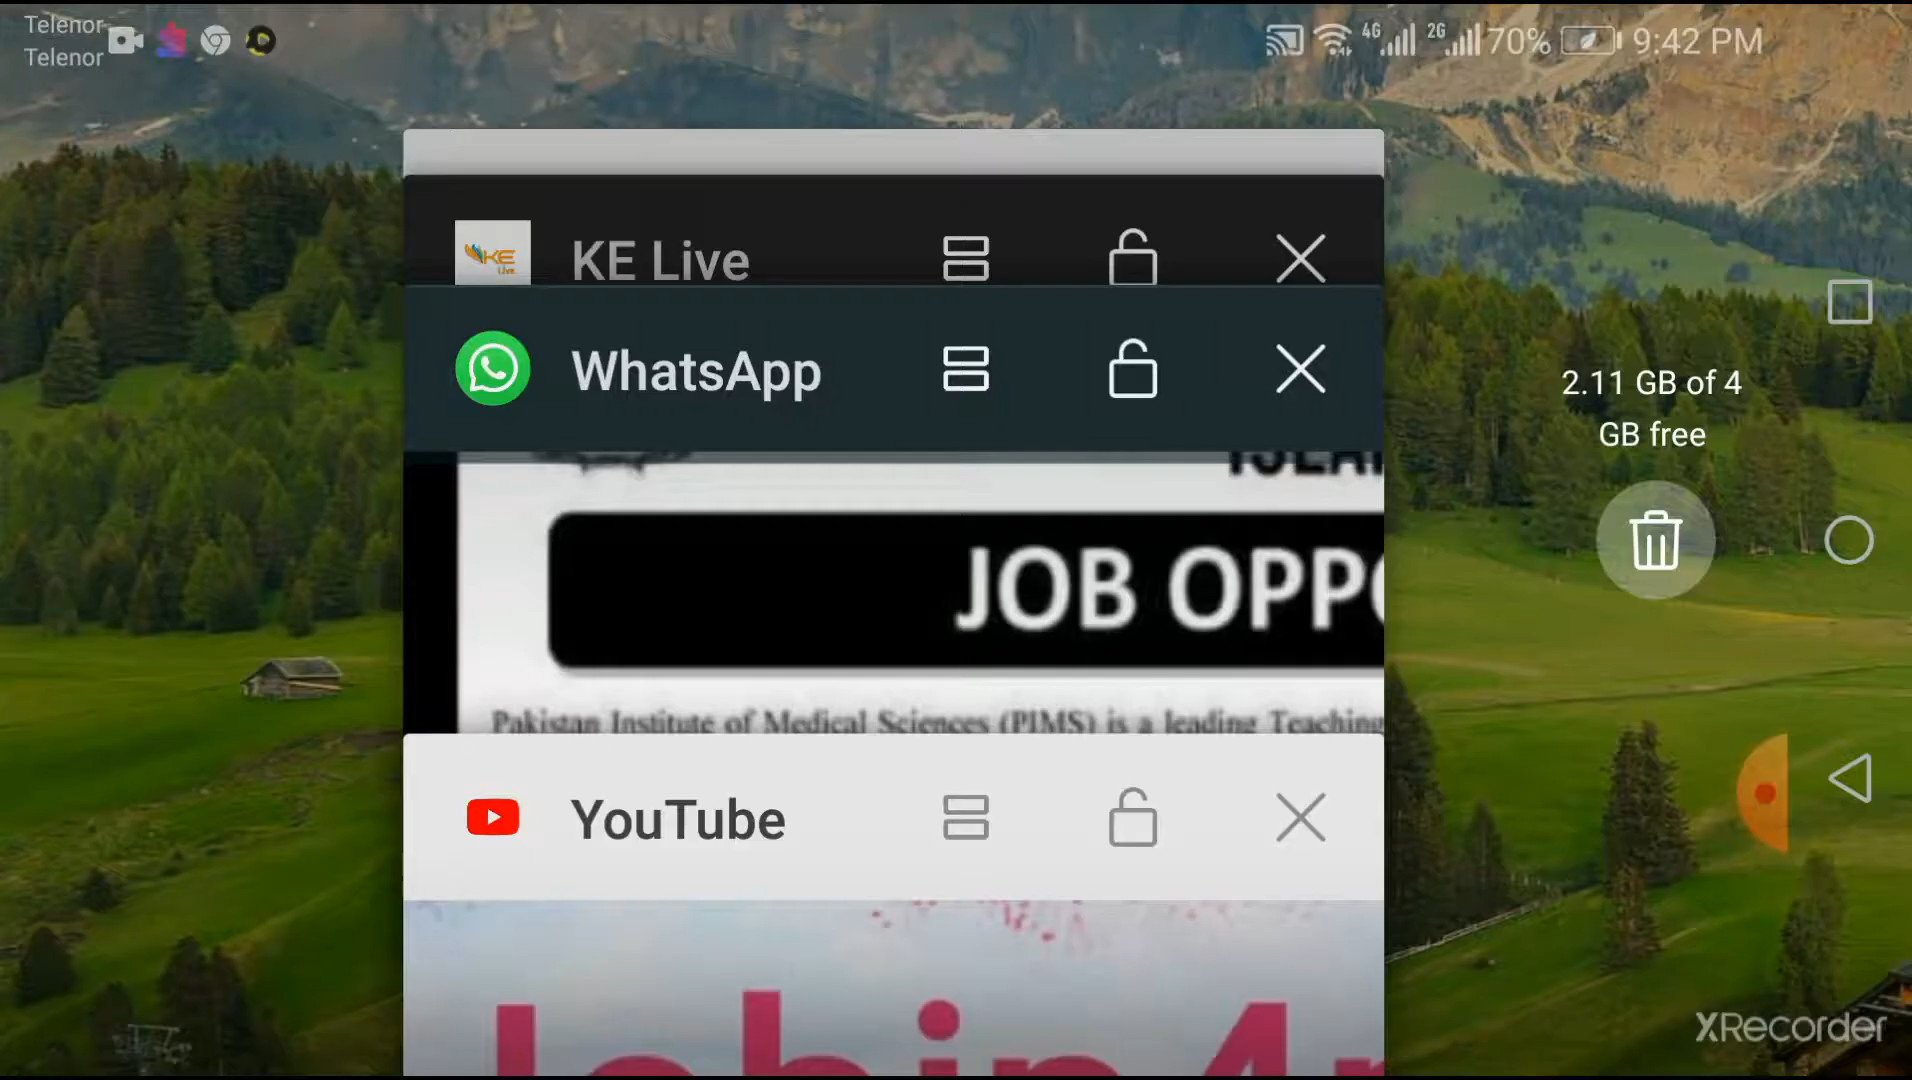 Telenor
Telenor
4G 2G 70% 9:42 PM
KE Live
KE Live
WhatsApp
2.11 GB of 4
GB free
JOB OPPO
Pakistan Institute of Medical Sciences (PIMS) is a leading Teaching
YouTube
XRecorder